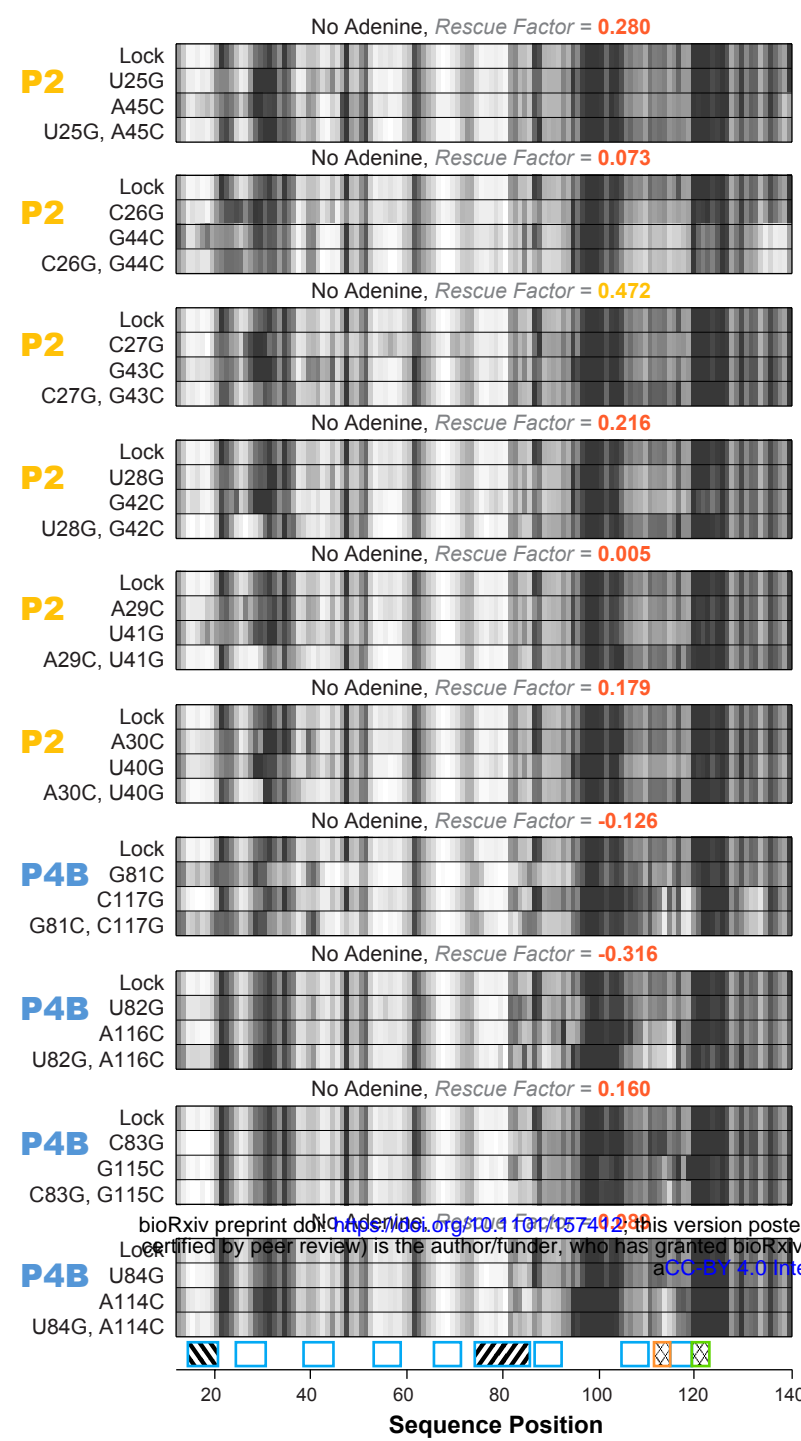 No Adenine, Rescue Factor = 0.280
P2
Lock
U25G
A45C
U25G, A45C
No Adenine, Rescue Factor = 0.073
P2
Lock
C26G
G44C
C26G, G44C
No Adenine, Rescue Factor = 0.472
P2
Lock
C27G
G43C
C27G, G43C
No Adenine, Rescue Factor = 0.216
P2
Lock
U28G
G42C
U28G, G42C
No Adenine, Rescue Factor = 0.005
P2
Lock
A29C
U41G
A29C, U41G
No Adenine, Rescue Factor = 0.179
P2
Lock
A30C
U40G
A30C, U40G
No Adenine, Rescue Factor = -0.126
P4B
Lock
G81C
C117G
G81C, C117G
No Adenine, Rescue Factor = -0.316
P4B
Lock
U82G
A116C
U82G, A116C
No Adenine, Rescue Factor = 0.160
P4B
Lock
C83G
G115C
C83G, G115C
No Adenine, Rescue Factor =
bioRxiv preprint doi: https://doi.org/10.1101/157412; this version poste
certified by peer review) is the author/funder, who has granted bioRxiv
aCC-BY 4.0 Inte
P4B
Lock
U84G
A114C
U84G, A114C
20 40 60 80 100 120 140
Sequence Position